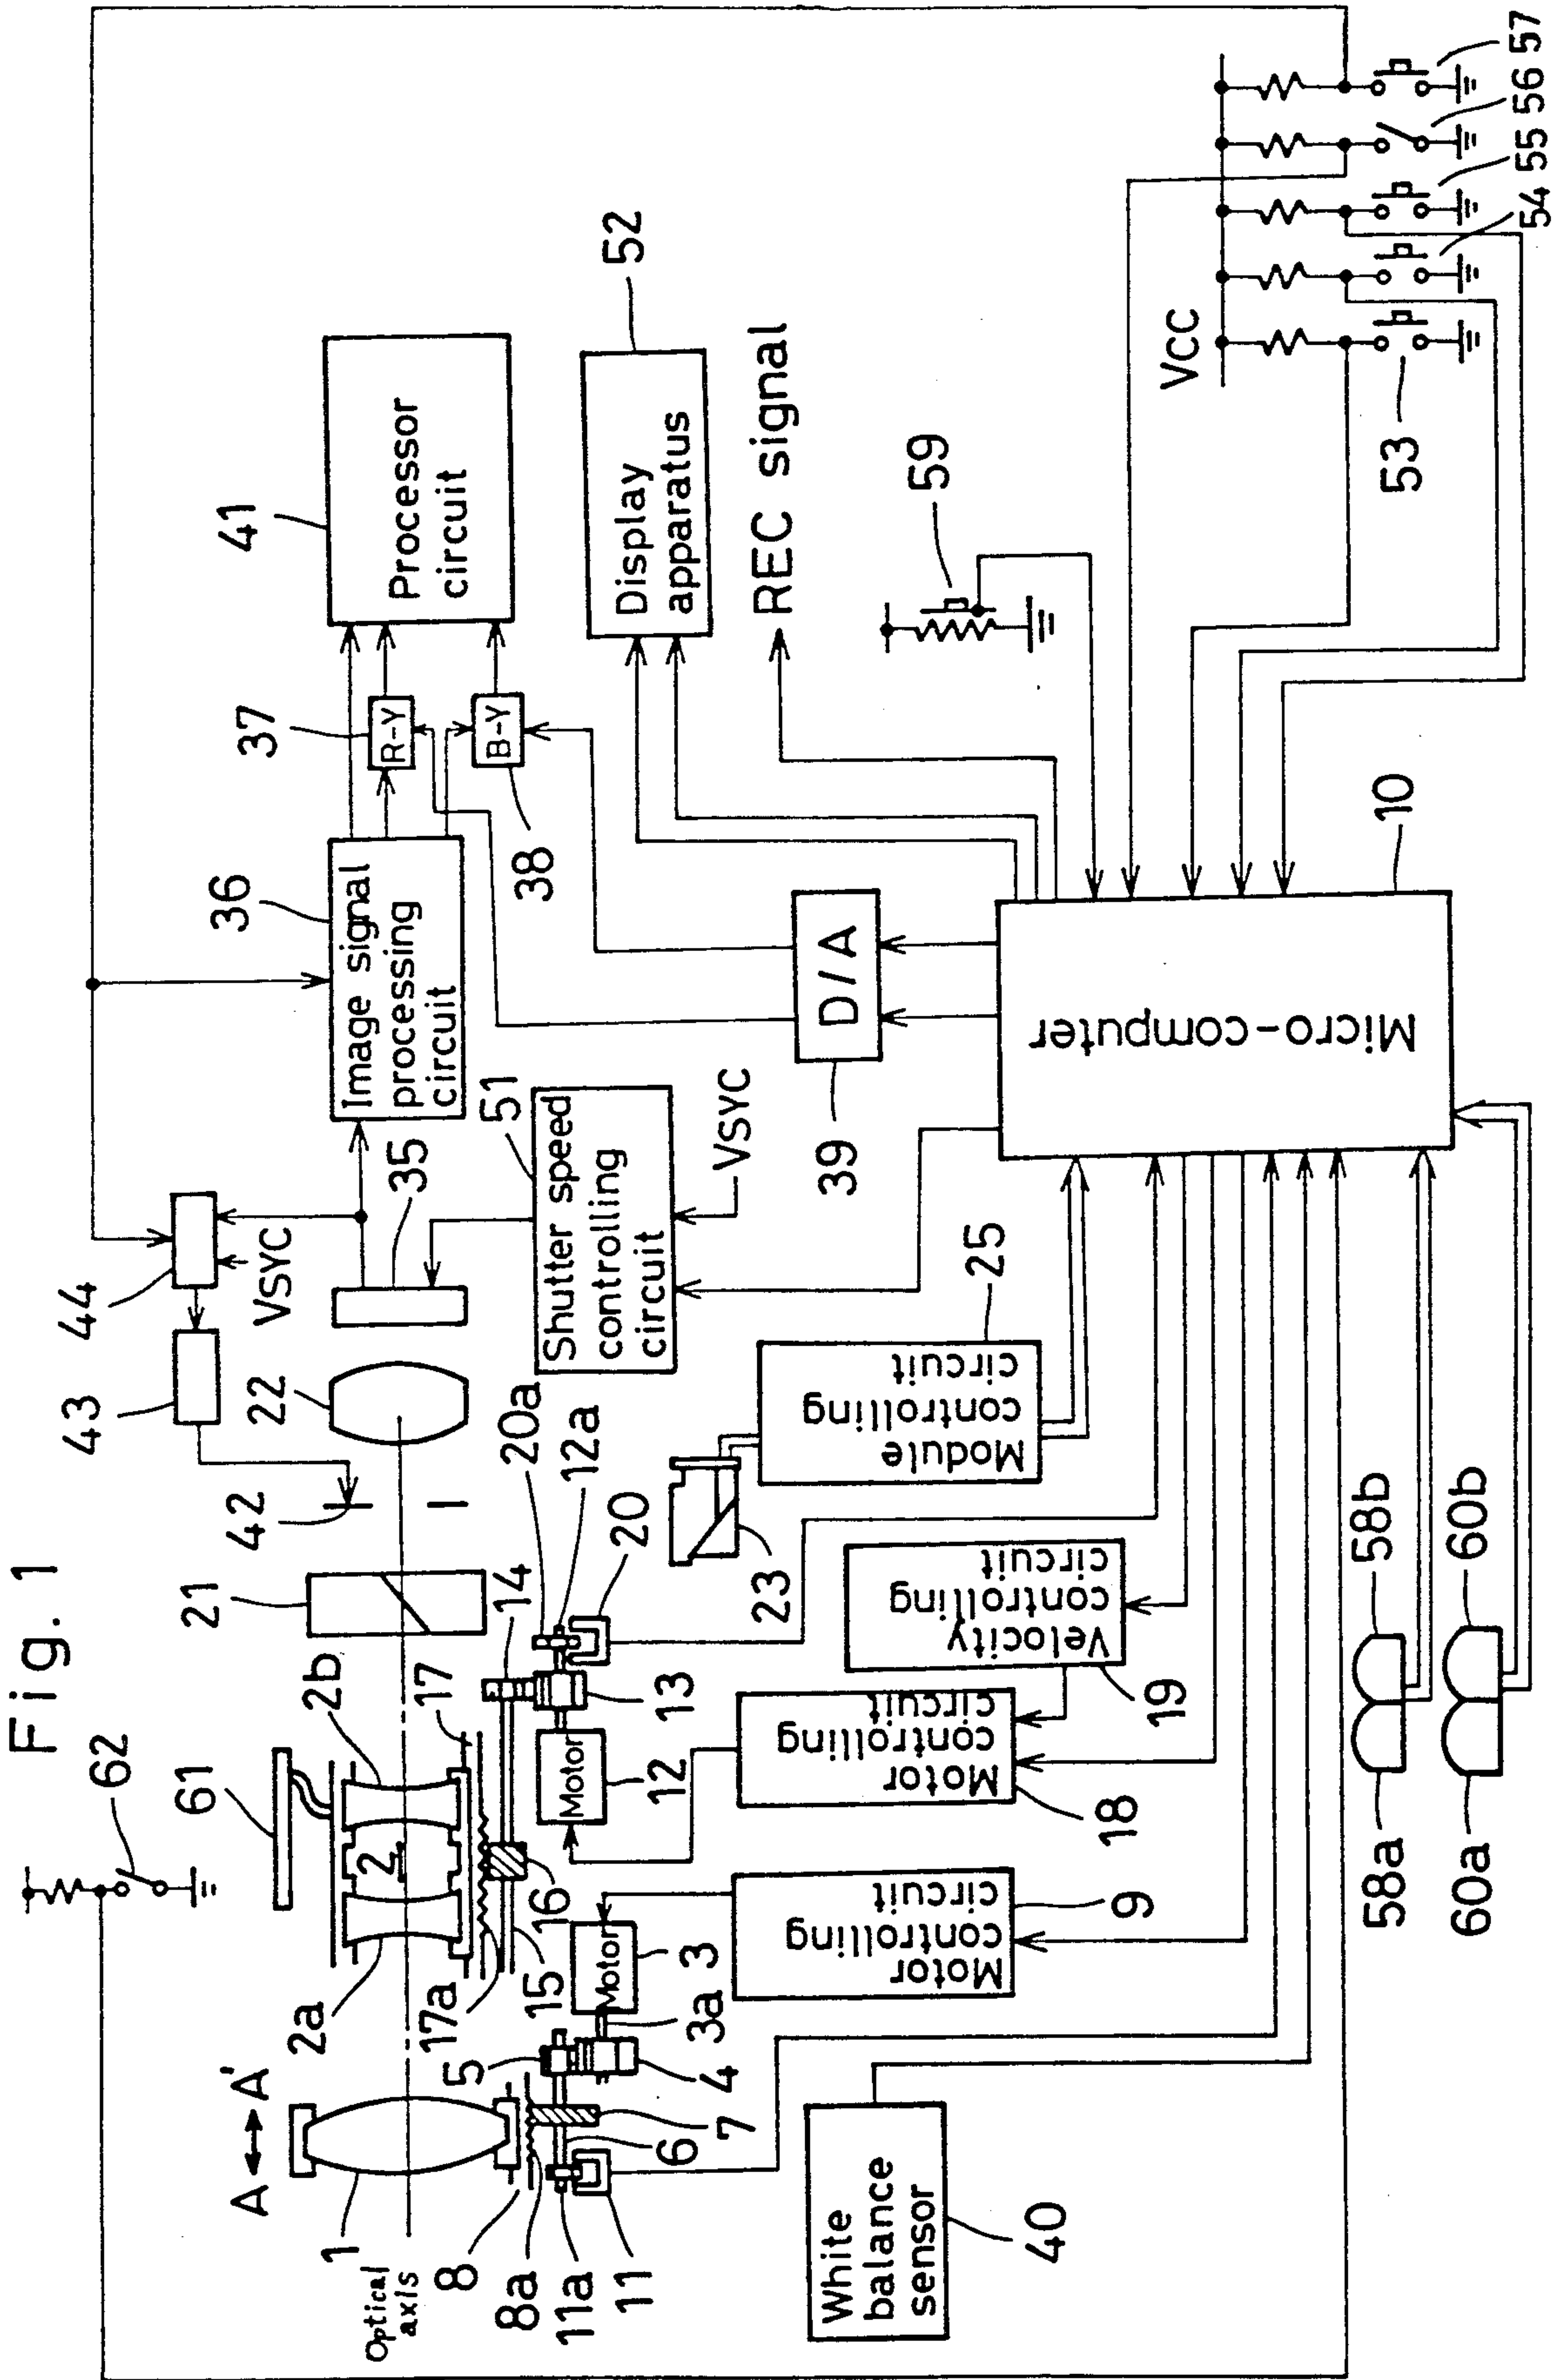 Fig. 1
A ↔ A'
1
Optical
axis
8
8a
11a
11
6
7
5
4
3a
Motor
3
2a
2
2b
17a
17
15
16
61
62
14
20a
12a
20
13
Motor
12
21
42
22
43
44
VSYC
35
36
Image signal
processing
circuit
37
R-Y
B-Y
38
41
Processor
circuit
52
Display
apparatus
REC signal
51
Shutter speed
controlling
circuit
VSYC
39
D/A
59
VCC
53
54
55
56
57
10
Micro-computer
23
25
Module
controlling
circuit
19
Velocity
controlling
circuit
18
Motor
controlling
circuit
9
Motor
controlling
circuit
White
balance
sensor
40
58a
58b
60a
60b